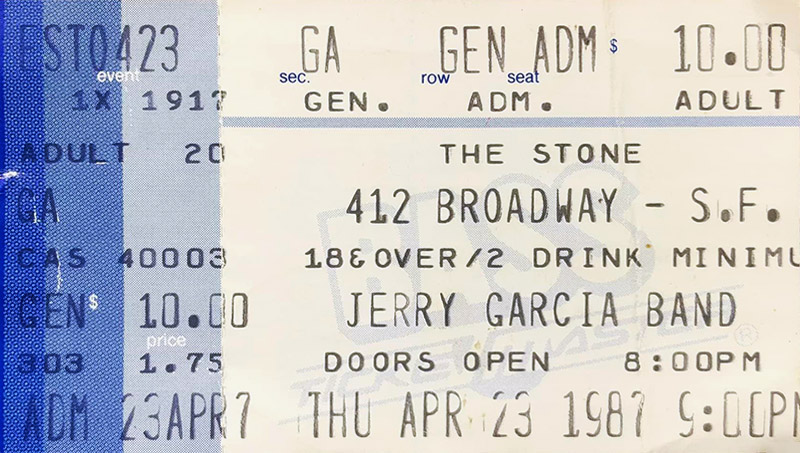 EST0423 GA GEN ADM $ 10.00
event sec. row seat
1X 1917 GEN. ADM. ADULT
ADULT 20 THE STONE
GA 412 BROADWAY - S.F.
CAS 40003 18&OVER/2 DRINK MINIMU
GEN $ 10.00 JERRY GARCIA BAND
price
303 1.75 DOORS OPEN 8:00PM
ADM 23APR7 THU APR 23 1987 9:00PM
BASS
TICKETMASTER ®